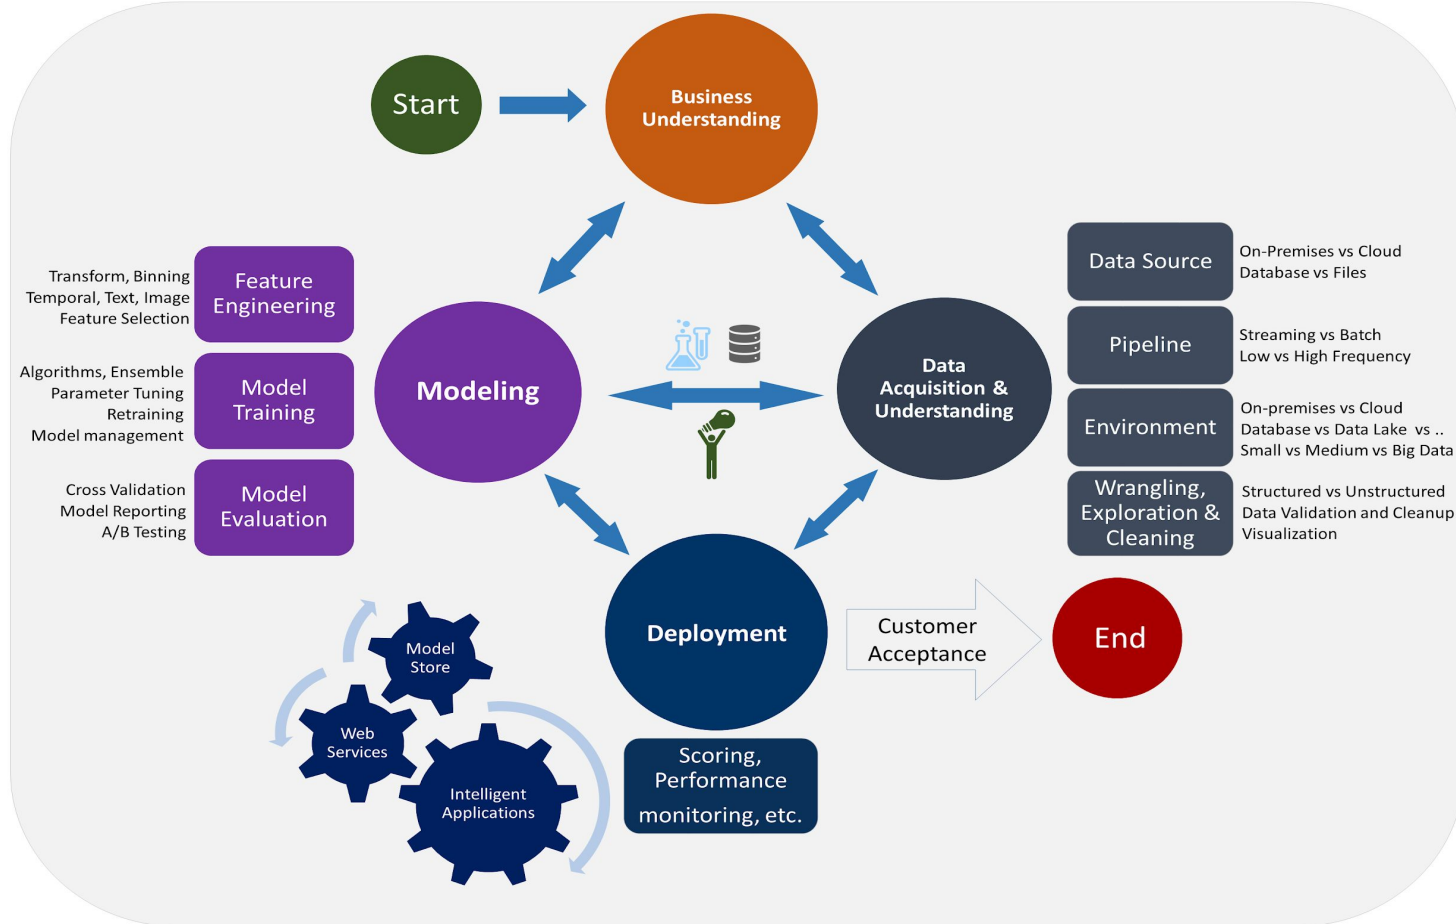 Start
Business
Understanding
Transform, Binning
Temporal, Text, Image
Feature Selection
Feature
Engineering
Algorithms, Ensemble
Parameter Tuning
Retraining
Model management
Model
Training
Cross Validation
Model Reporting
A/B Testing
Model
Evaluation
Modeling
Data
Acquisition &
Understanding
Data Source
On-Premises vs Cloud
Database vs Files
Pipeline
Streaming vs Batch
Low vs High Frequency
Environment
On-premises vs Cloud
Database vs Data Lake vs ..
Small vs Medium vs Big Data
Wrangling,
Exploration &
Cleaning
Structured vs Unstructured
Data Validation and Cleanup
Visualization
Deployment
Customer
Acceptance
End
Model
Store
Web
Services
Intelligent
Applications
Scoring,
Performance
monitoring, etc.